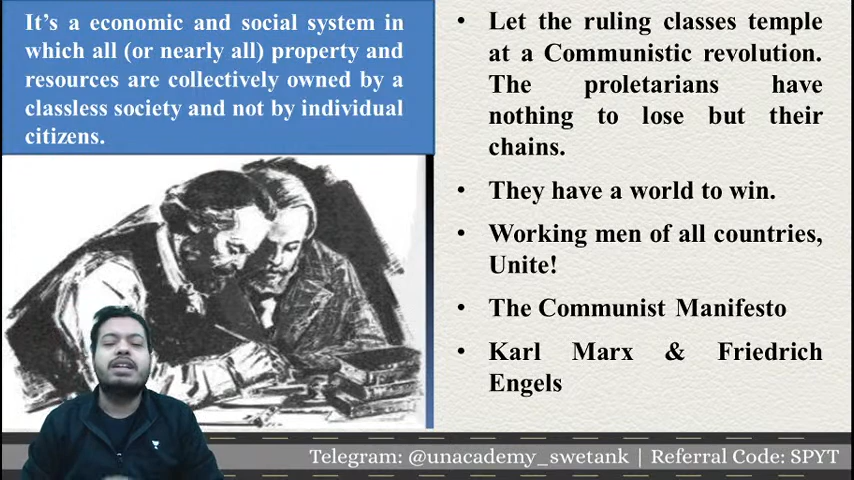 It's a economic and social system in
which all (or nearly all) property and
resources are collectively owned by a
classless society and not by individual
citizens.
• Let the ruling classes temple
at a Communistic revolution.
The proletarians have
nothing to lose but their
chains.
• They have a world to win.
• Working men of all countries,
Unite!
• The Communist Manifesto
• Karl Marx & Friedrich
Engels
Telegram: @unacademy_swetank | Referral Code: SPYT